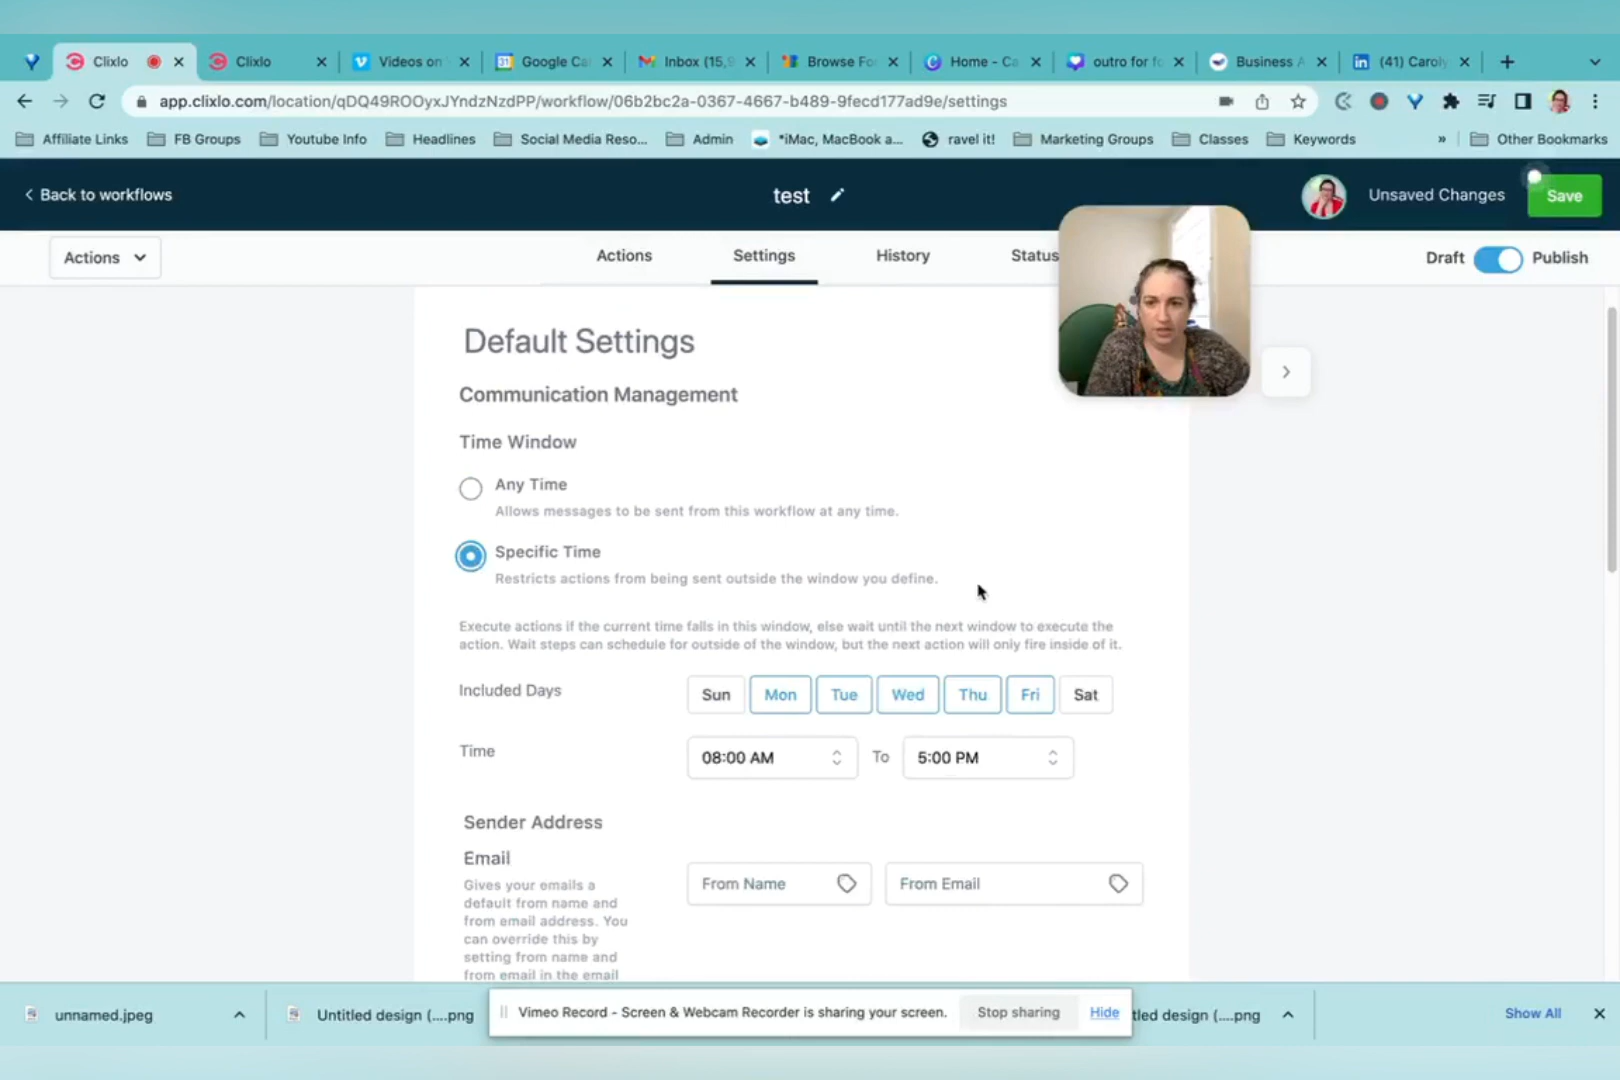 Clixlo
Clixlo
Videos on
Google Ca
Inbox (15,9
Browse Fo
Home - Ca
outro for fo
Business A
(41) Caroly
app.clixlo.com/location/qDQ49ROOyxJYndzNzdPP/workflow/06b2bc2a-0367-4667-b489-9fecd177ad9e/settings
Affiliate Links
FB Groups
Youtube Info
Headlines
Social Media Reso...
Admin
*iMac, MacBook a...
ravel it!
Marketing Groups
Classes
Keywords
»
Other Bookmarks
Back to workflows
test
Unsaved Changes
Save
Actions
Actions
Settings
History
Status
Draft
Publish
Default Settings
Communication Management
Time Window
Any Time
Allows messages to be sent from this workflow at any time.
Specific Time
Restricts actions from being sent outside the window you define.
Execute actions if the current time falls in this window, else wait until the next window to execute the
action. Wait steps can schedule for outside of the window, but the next action will only fire inside of it.
Included Days
Sun
Mon
Tue
Wed
Thu
Fri
Sat
Time
08:00 AM
To
5:00 PM
Sender Address
Email
Gives your emails a
default from name and
from email address. You
can override this by
setting from name and
from email in the email
From Name
From Email
unnamed.jpeg
Untitled design (....png
Vimeo Record - Screen & Webcam Recorder is sharing your screen.
Stop sharing
Hide
tled design (....png
Show All